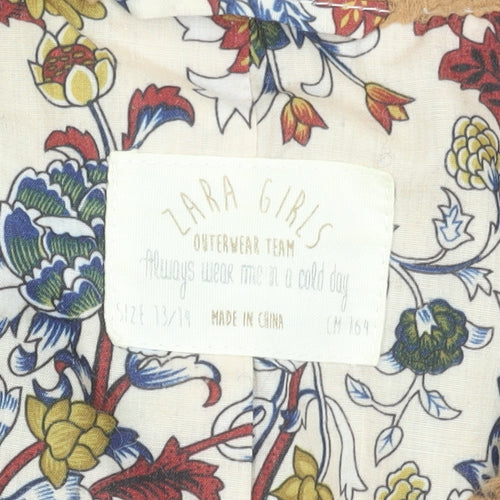 ZARA GIRLS
OUTERWEAR TEAM
Always wear me in a cold day
SIZE 13/14 MADE IN CHINA CM 164